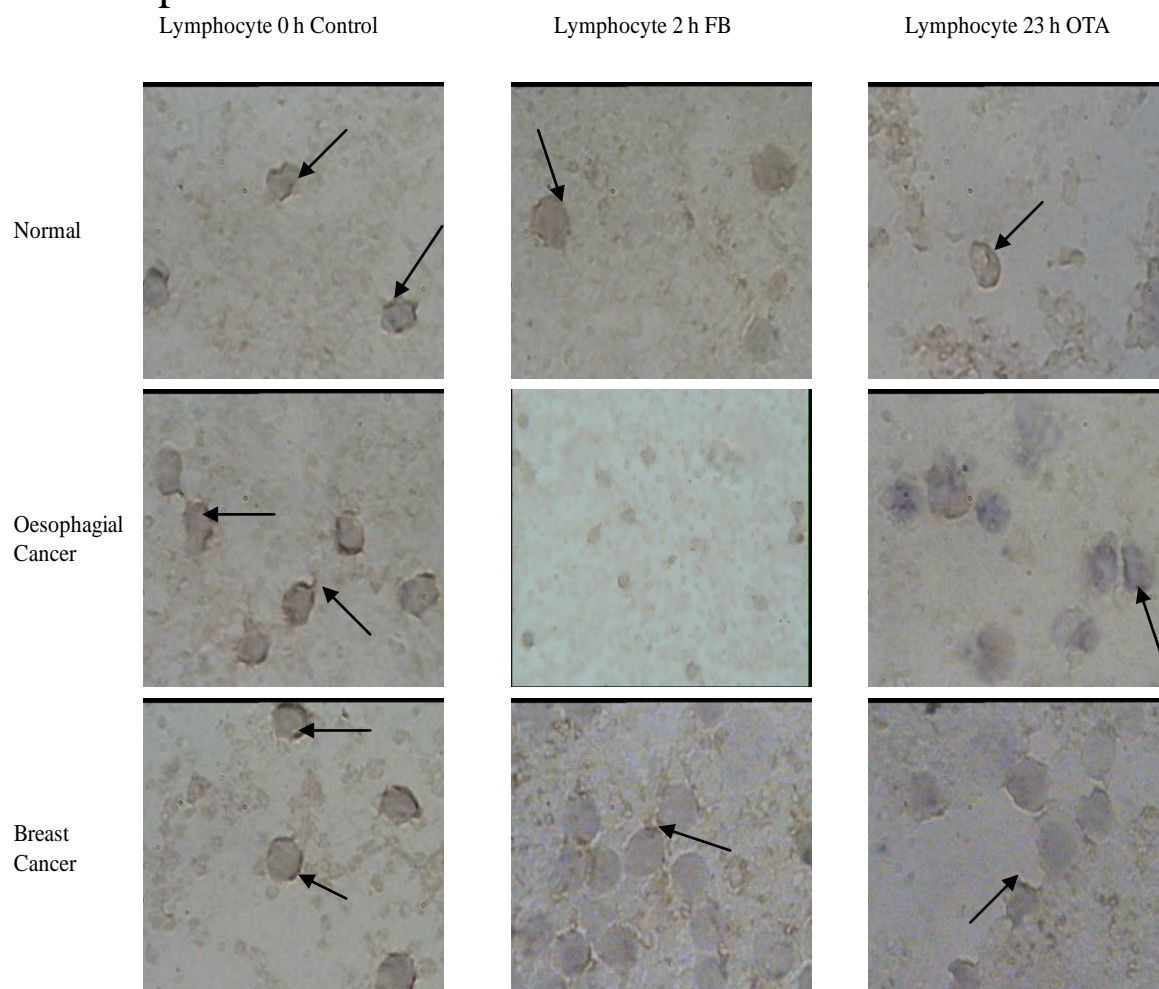 Lymphocyte 0 h Control
Lymphocyte 2 h FB
Lymphocyte 23 h OTA
Normal
Oesophagial
Cancer
Breast
Cancer